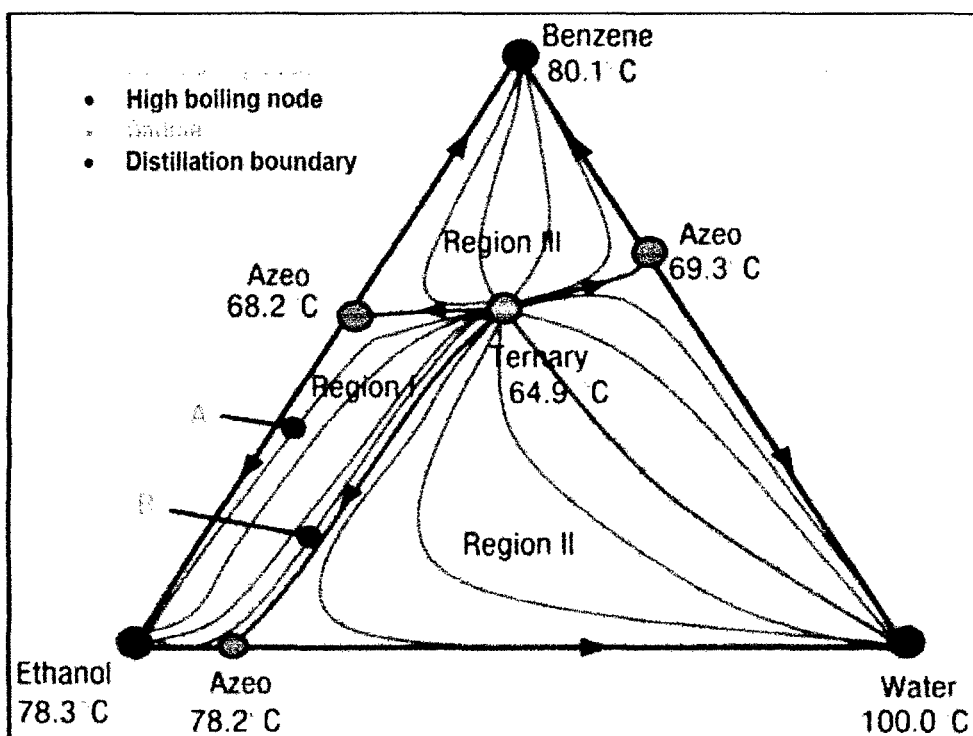 Benzene
80.1°C
• High boiling node
• Distillation boundary
Region III
Azeo
69.3°C
Azeo
68.2°C
Ternary
64.9°C
Region I
A
B
Region II
Ethanol
78.3°C
Azeo
78.2°C
Water
100.0°C